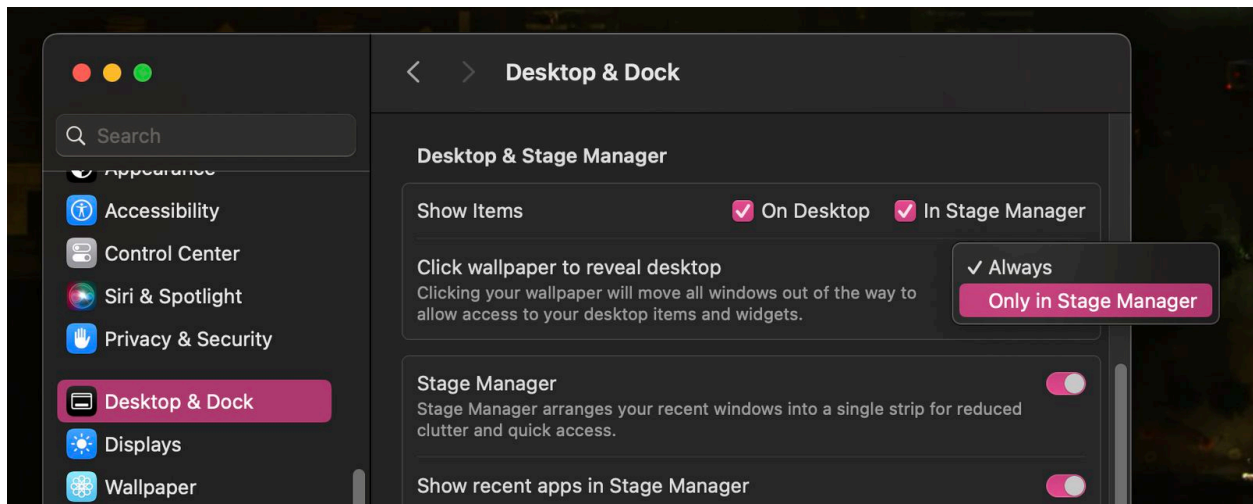 Desktop & Dock
Search
Appearance
Accessibility
Control Center
Siri & Spotlight
Privacy & Security
Desktop & Dock
Displays
Wallpaper
Desktop & Stage Manager
Show Items On Desktop In Stage Manager
Click wallpaper to reveal desktop
Clicking your wallpaper will move all windows out of the way to
allow access to your desktop items and widgets.
Always
Only in Stage Manager
Stage Manager
Stage Manager arranges your recent windows into a single strip for reduced
clutter and quick access.
Show recent apps in Stage Manager